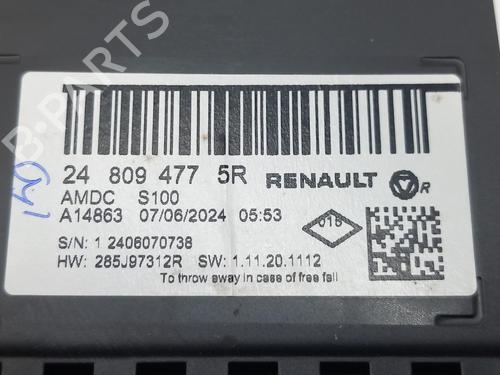 24 809 477 5R RENAULT R
AMDC S100
A14863 07/06/2024 05:53
018
S/N: 1 2406070738
HW: 285J97312R SW: 1.11.20.1112
To throw away in case of free fall
B-PARTS